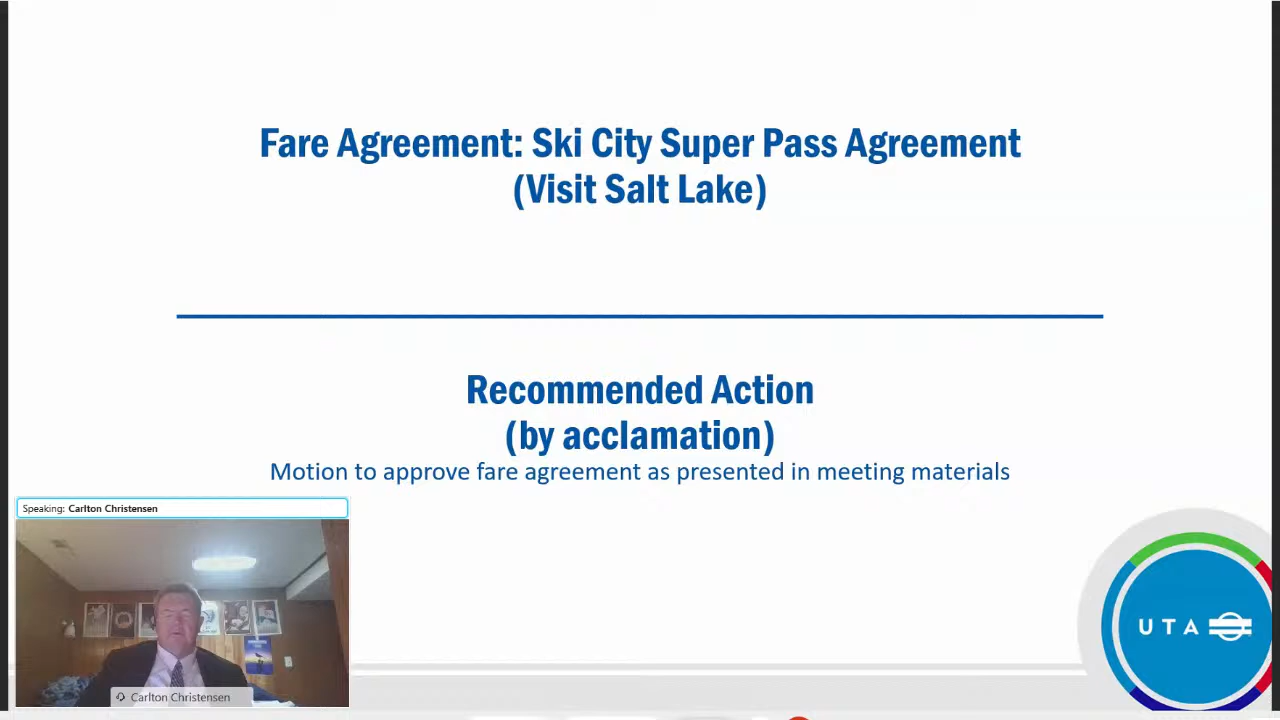 Fare Agreement: Ski City Super Pass Agreement
(Visit Salt Lake)
Recommended Action
(by acclamation)
Motion to approve fare agreement as presented in meeting materials
Speaking: Carlton Christensen
Carlton Christensen
UTA